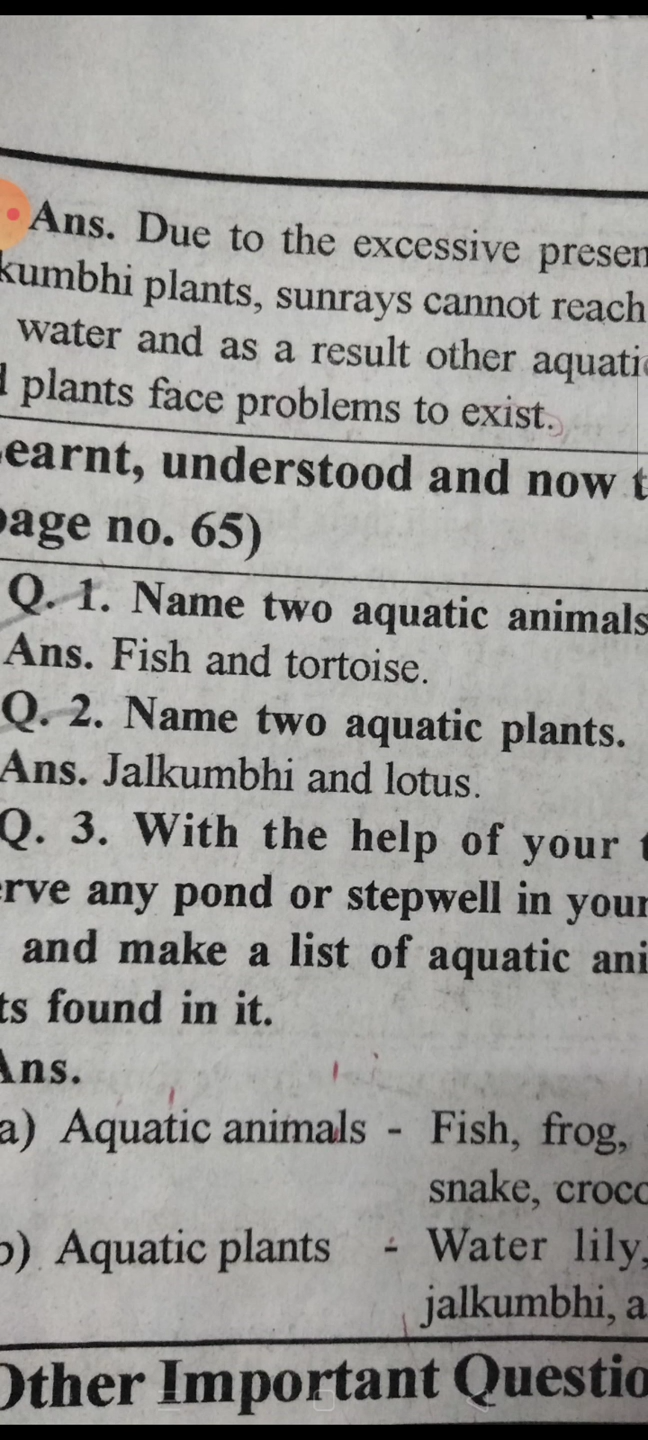 Ans. Due to the excessive presen
kumbhi plants, sunrays cannot reach
water and as a result other aquati
plants face problems to exist.
earnt, understood and now t
age no. 65)
Q. 1. Name two aquatic animals
Ans. Fish and tortoise.
Q. 2. Name two aquatic plants.
Ans. Jalkumbhi and lotus.
Q. 3. With the help of your t
rve any pond or stepwell in your
and make a list of aquatic ani
ts found in it.
Ans.
a) Aquatic animals - Fish, frog,
snake, croco
b) Aquatic plants - Water lily,
jalkumbhi, a
Other Important Questio